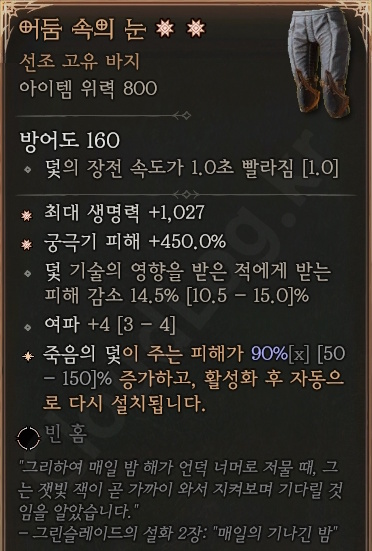 어둠 속의 눈
선조 고유 바지
아이템 위력 800
방어도 160
덫의 장전 속도가 1.0초 빨라짐 [1.0]
최대 생명력 +1,027
궁극기 피해 +450.0%
덫 기술의 영향을 받은 적에게 받는
피해 감소 14.5% [10.5 – 15.0]%
여파 +4 [3 – 4]
죽음의 덫이 주는 피해가 90%[x] [50
– 150]% 증가하고, 활성화 후 자동으
로 다시 설치됩니다.
빈 홈
"그리하여 매일 밤 해가 언덕 너머로 저물 때, 그
는 잿빛 잭이 곧 가까이 와서 지켜보며 기다릴 것
임을 알았습니다."
– 그린슬레이드의 설화 2장: "매일의 기나긴 밤"